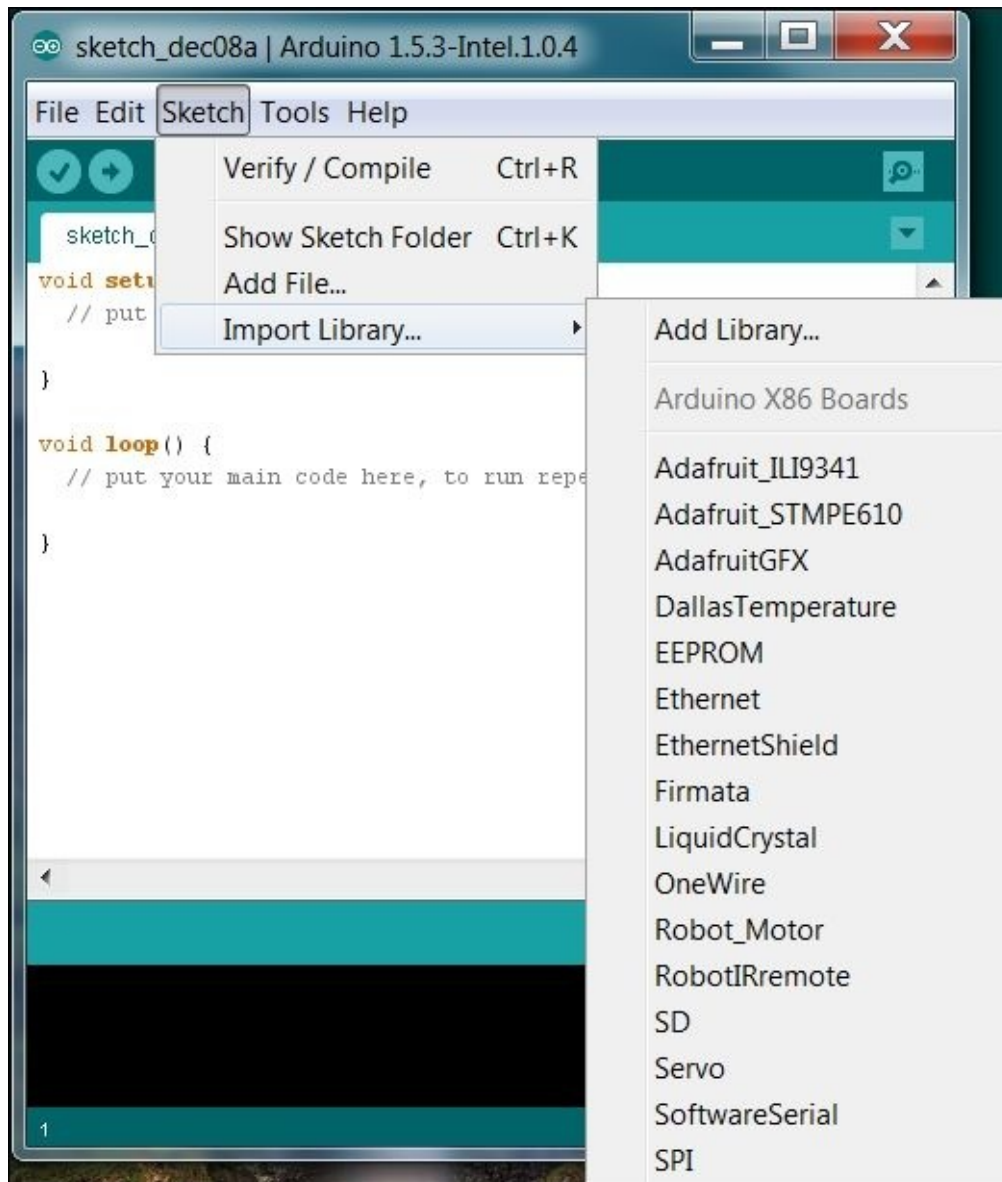 sketch_dec08a | Arduino 1.5.3-Intel.1.0.4
File Edit Sketch Tools Help
Verify / Compile Ctrl+R
Show Sketch Folder Ctrl+K
Add File...
Import Library...
sketch_d
void setu
// put
}
void loop() {
// put your main code here, to run repe
}
Add Library...
Arduino X86 Boards
Adafruit_ILI9341
Adafruit_STMPE610
AdafruitGFX
DallasTemperature
EEPROM
Ethernet
EthernetShield
Firmata
LiquidCrystal
OneWire
Robot_Motor
RobotIRremote
SD
Servo
SoftwareSerial
SPI
1